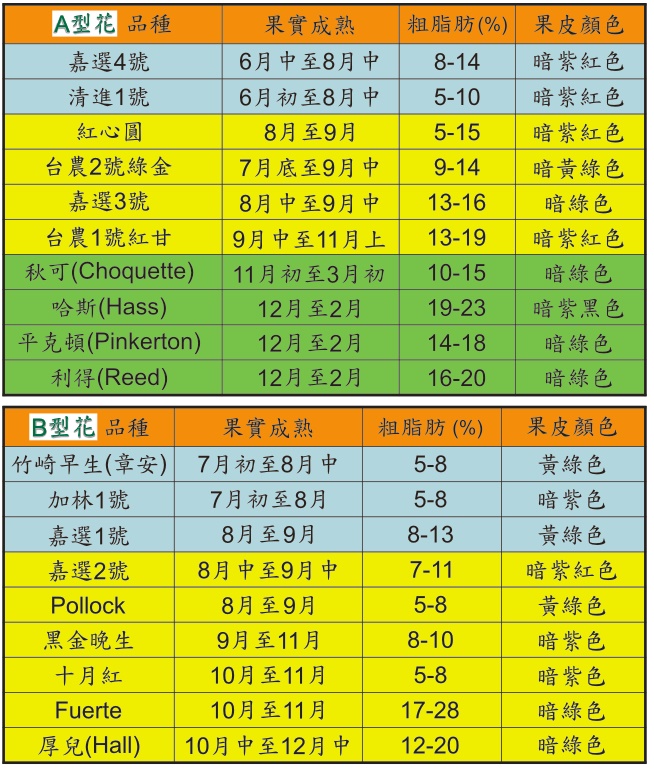 A型花 品種 果實成熟 粗脂肪(%) 果皮顏色
嘉選4號 6月中至8月中 8-14 暗紫紅色
清進1號 6月初至8月中 5-10 暗紫紅色
紅心圓 8月至9月 5-15 暗紫紅色
台農2號綠金 7月底至9月中 9-14 暗黃綠色
嘉選3號 8月中至9月中 13-16 暗綠色
台農1號紅甘 9月中至11月上 13-19 暗紫紅色
秋可(Choquette) 11月初至3月初 10-15 暗綠色
哈斯(Hass) 12月至2月 19-23 暗紫黑色
平克頓(Pinkerton) 12月至2月 14-18 暗綠色
利得(Reed) 12月至2月 16-20 暗綠色
B型花 品種 果實成熟 粗脂肪 (%) 果皮顏色
竹崎早生(章安) 7月初至8月中 5-8 黃綠色
加林1號 7月初至8月 5-8 暗紫色
嘉選1號 8月至9月 8-13 黃綠色
嘉選2號 8月中至9月中 7-11 暗紫紅色
Pollock 8月至9月 5-8 黃綠色
黑金晚生 9月至11月 8-10 暗紫色
十月紅 10月至11月 5-8 暗紫色
Fuerte 10月至11月 17-28 暗綠色
厚兒(Hall) 10月中至12月中 12-20 暗綠色